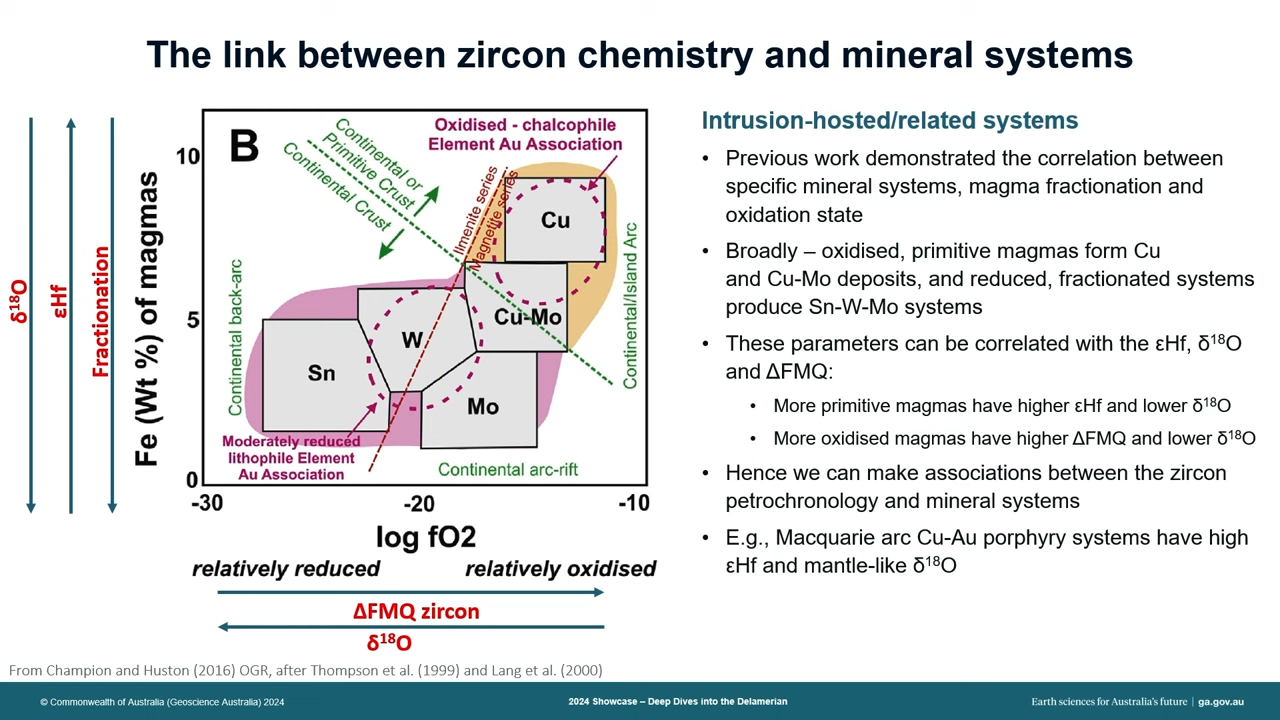 The link between zircon chemistry and mineral systems
δ¹⁸O
εHf
Fractionation
Fe (Wt %) of magmas
10
5
0
B
Continental or
Primitive Crust
Continental Crust
Oxidised - chalcophile
Element Au Association
Ilmenite series
Magnetite series
Cu
Cu-Mo
W
Sn
Mo
Continental back-arc
Continental/Island Arc
Moderately reduced
lithophile Element
Au Association
Continental arc-rift
-30
-20
-10
log fO2
relatively reduced
relatively oxidised
ΔFMQ zircon
δ¹⁸O
From Champion and Huston (2016) OGR, after Thompson et al. (1999) and Lang et al. (2000)
Intrusion-hosted/related systems
• Previous work demonstrated the correlation between
specific mineral systems, magma fractionation and
oxidation state
• Broadly – oxidised, primitive magmas form Cu
and Cu-Mo deposits, and reduced, fractionated systems
produce Sn-W-Mo systems
• These parameters can be correlated with the εHf, δ¹⁸O
and ΔFMQ:
• More primitive magmas have higher εHf and lower δ¹⁸O
• More oxidised magmas have higher ΔFMQ and lower δ¹⁸O
• Hence we can make associations between the zircon
petrochronology and mineral systems
• E.g., Macquarie arc Cu-Au porphyry systems have high
εHf and mantle-like δ¹⁸O
© Commonwealth of Australia (Geoscience Australia) 2024
2024 Showcase – Deep Dives into the Delamerian
Earth sciences for Australia's future | ga.gov.au